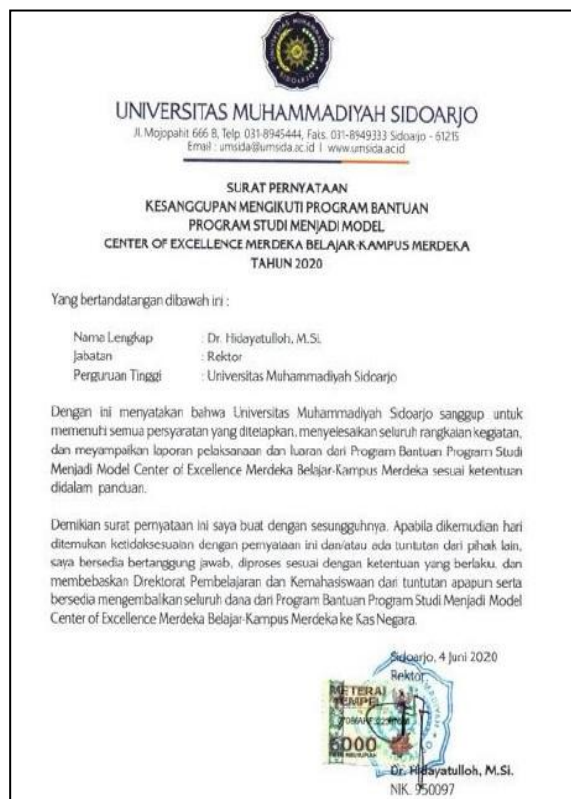 UNIVERSITAS MUHAMMADIYAH SIDOARJO
UNIVERSITAS MUHAMMADIYAH SIDOARJO
Jl. Mojopahit 666 B, Telp. 031-8945444, Faks. 031-8949333 Sidoarjo - 61215
Email : umsida@umsida.ac.id | www.umsida.ac.id
SURAT PERNYATAAN
KESANGGUPAN MENGIKUTI PROGRAM BANTUAN
PROGRAM STUDI MENJADI MODEL
CENTER OF EXCELLENCE MERDEKA BELAJAR-KAMPUS MERDEKA
TAHUN 2020
Yang bertandatangan dibawah ini :
Nama Lengkap : Dr. Hidayatulloh, M.Si.
Jabatan : Rektor
Perguruan Tinggi : Universitas Muhammadiyah Sidoarjo
Dengan ini menyatakan bahwa Universitas Muhammadiyah Sidoarjo sanggup untuk
memenuhi semua persyaratan yang ditetapkan, menyelesaikan seluruh rangkaian kegiatan,
dan meyampaikan laporan pelaksanaan dan luaran dari Program Bantuan Program Studi
Menjadi Model Center of Excellence Merdeka Belajar-Kampus Merdeka sesuai ketentuan
didalam panduan.
Demikian surat pernyataan ini saya buat dengan sesungguhnya. Apabila dikemudian hari
ditemukan ketidaksesuaian dengan pernyataan ini dan/atau ada tuntutan dari pihak lain,
saya bersedia bertanggung jawab, diproses sesuai dengan ketentuan yang berlaku, dan
membebaskan Direktorat Pembelajaran dan Kemahasiswaan dari tuntutan apapun serta
bersedia mengembalikan seluruh dana dari Program Bantuan Program Studi Menjadi Model
Center of Excellence Merdeka Belajar-Kampus Merdeka ke Kas Negara.
Sidoarjo, 4 Juni 2020
Rektor
METERAI
TEMPEL
6000
Dr. Hidayatulloh, M.Si.
NIK. 950097